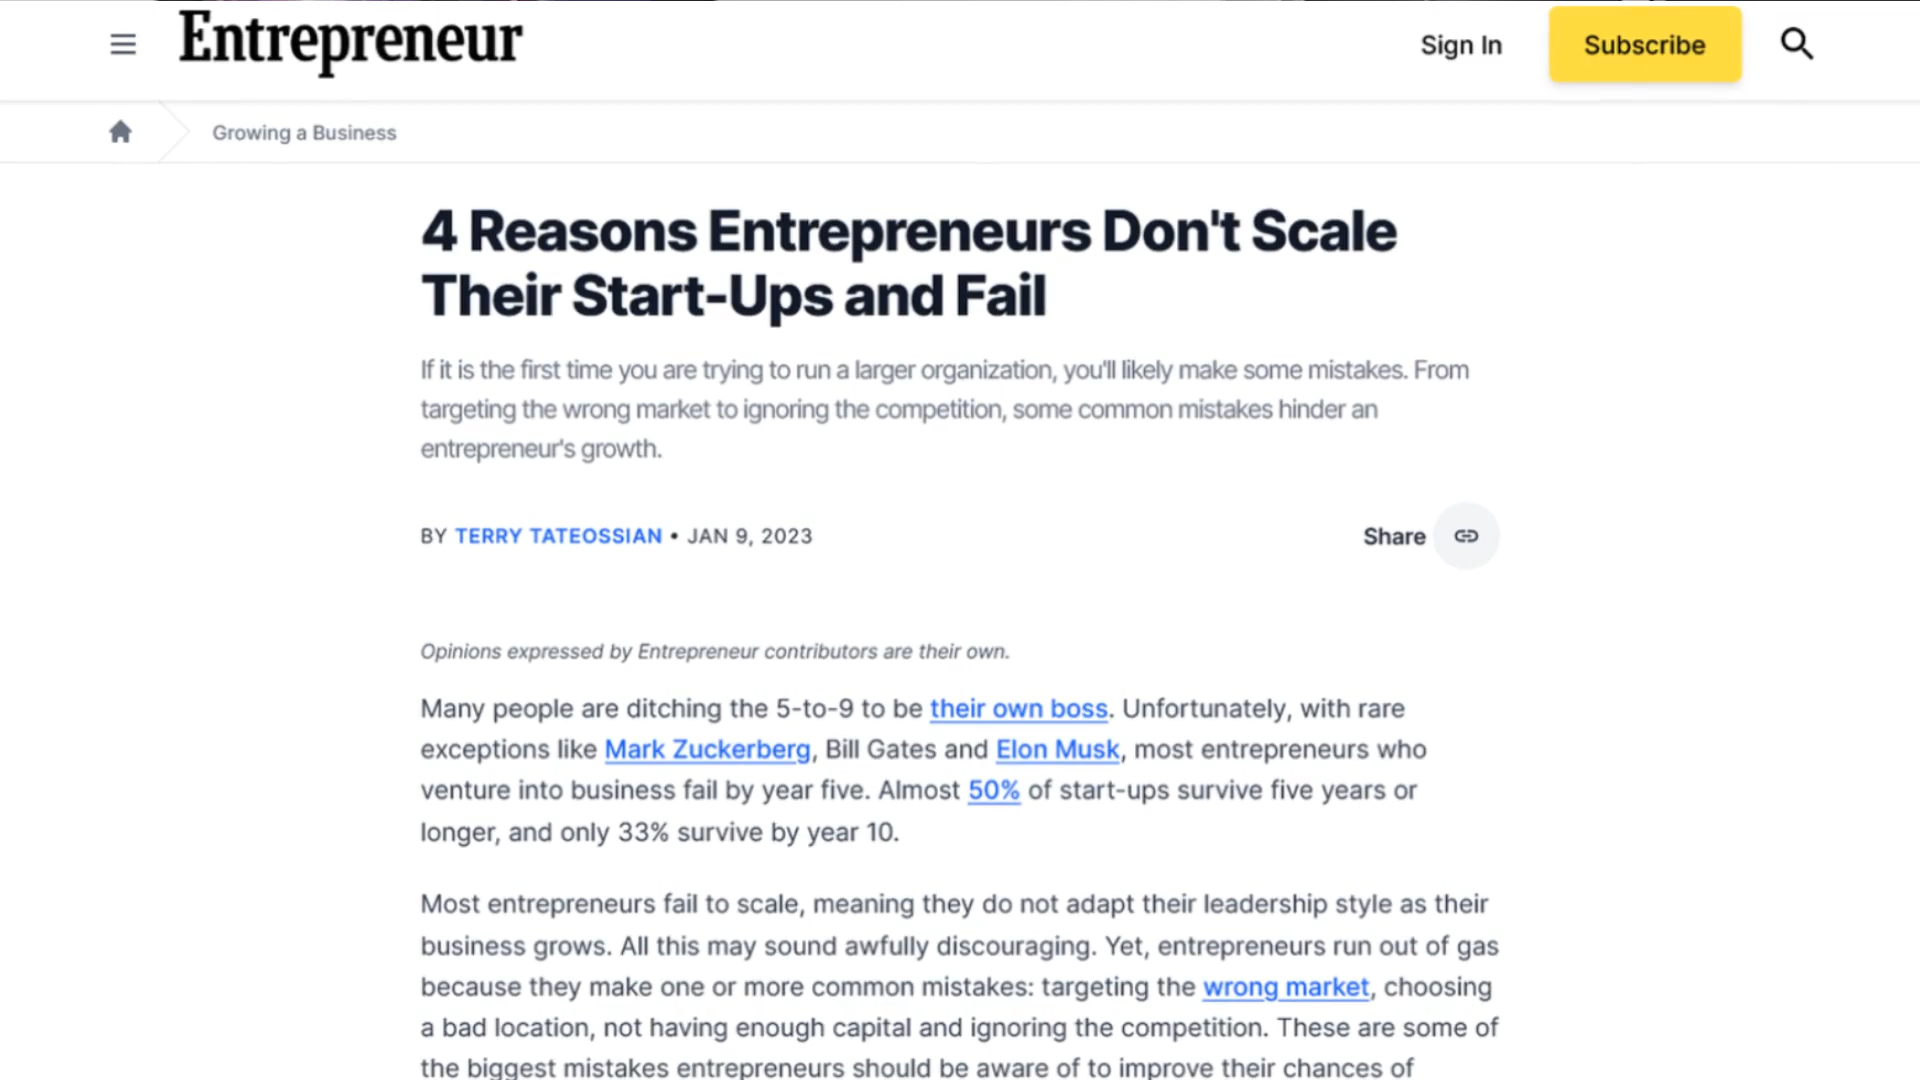 Entrepreneur
Sign In
Subscribe
Growing a Business
4 Reasons Entrepreneurs Don't Scale
Their Start-Ups and Fail
If it is the first time you are trying to run a larger organization, you'll likely make some mistakes. From
targeting the wrong market to ignoring the competition, some common mistakes hinder an
entrepreneur's growth.
BY TERRY TATEOSSIAN • JAN 9, 2023
Share
Opinions expressed by Entrepreneur contributors are their own.
Many people are ditching the 5-to-9 to be their own boss. Unfortunately, with rare
exceptions like Mark Zuckerberg, Bill Gates and Elon Musk, most entrepreneurs who
venture into business fail by year five. Almost 50% of start-ups survive five years or
longer, and only 33% survive by year 10.
Most entrepreneurs fail to scale, meaning they do not adapt their leadership style as their
business grows. All this may sound awfully discouraging. Yet, entrepreneurs run out of gas
because they make one or more common mistakes: targeting the wrong market, choosing
a bad location, not having enough capital and ignoring the competition. These are some of
the biggest mistakes entrepreneurs should be aware of to improve their chances of